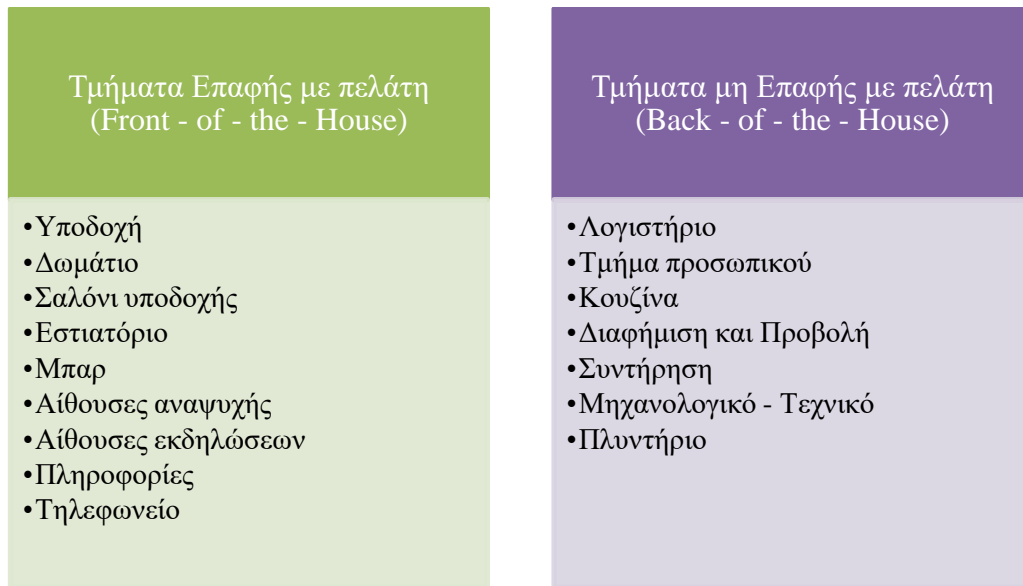 Τμήματα Επαφής με πελάτη
(Front - of - the - House)
•Υποδοχή
•Δωμάτιο
•Σαλόνι υποδοχής
•Εστιατόριο
•Μπαρ
•Αίθουσες αναψυχής
•Αίθουσες εκδηλώσεων
•Πληροφορίες
•Τηλεφωνείο
Τμήματα μη Επαφής με πελάτη
(Back - of - the - House)
•Λογιστήριο
•Τμήμα προσωπικού
•Κουζίνα
•Διαφήμιση και Προβολή
•Συντήρηση
•Μηχανολογικό - Τεχνικό
•Πλυντήριο